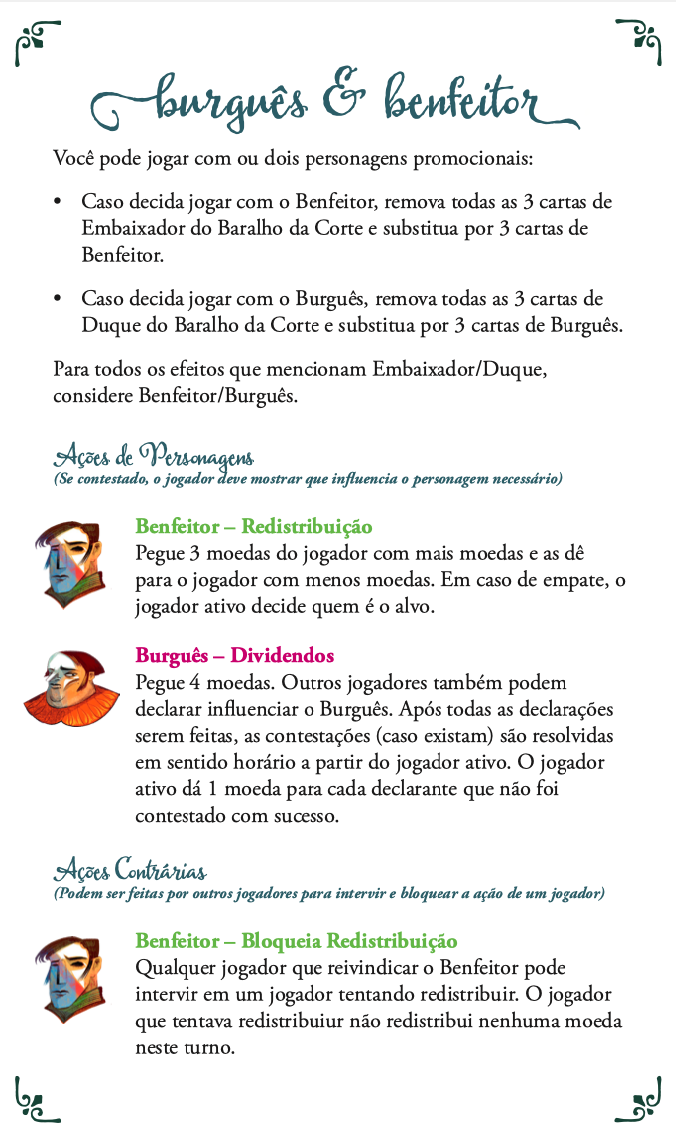 burguês & benfeitor
Você pode jogar com ou dois personagens promocionais:
• Caso decida jogar com o Benfeitor, remova todas as 3 cartas de
Embaixador do Baralho da Corte e substitua por 3 cartas de
Benfeitor.
• Caso decida jogar com o Burguês, remova todas as 3 cartas de
Duque do Baralho da Corte e substitua por 3 cartas de Burguês.
Para todos os efeitos que mencionam Embaixador/Duque,
considere Benfeitor/Burguês.
Ações de Personagens
(Se contestado, o jogador deve mostrar que influencia o personagem necessário)
Benfeitor – Redistribuição
Pegue 3 moedas do jogador com mais moedas e as dê
para o jogador com menos moedas. Em caso de empate, o
jogador ativo decide quem é o alvo.
Burguês – Dividendos
Pegue 4 moedas. Outros jogadores também podem
declarar influenciar o Burguês. Após todas as declarações
serem feitas, as contestações (caso existam) são resolvidas
em sentido horário a partir do jogador ativo. O jogador
ativo dá 1 moeda para cada declarante que não foi
contestado com sucesso.
Ações Contrárias
(Podem ser feitas por outros jogadores para intervir e bloquear a ação de um jogador)
Benfeitor – Bloqueia Redistribuição
Qualquer jogador que reivindicar o Benfeitor pode
intervir em um jogador tentando redistribuir. O jogador
que tentava redistribuiur não redistribui nenhuma moeda
neste turno.